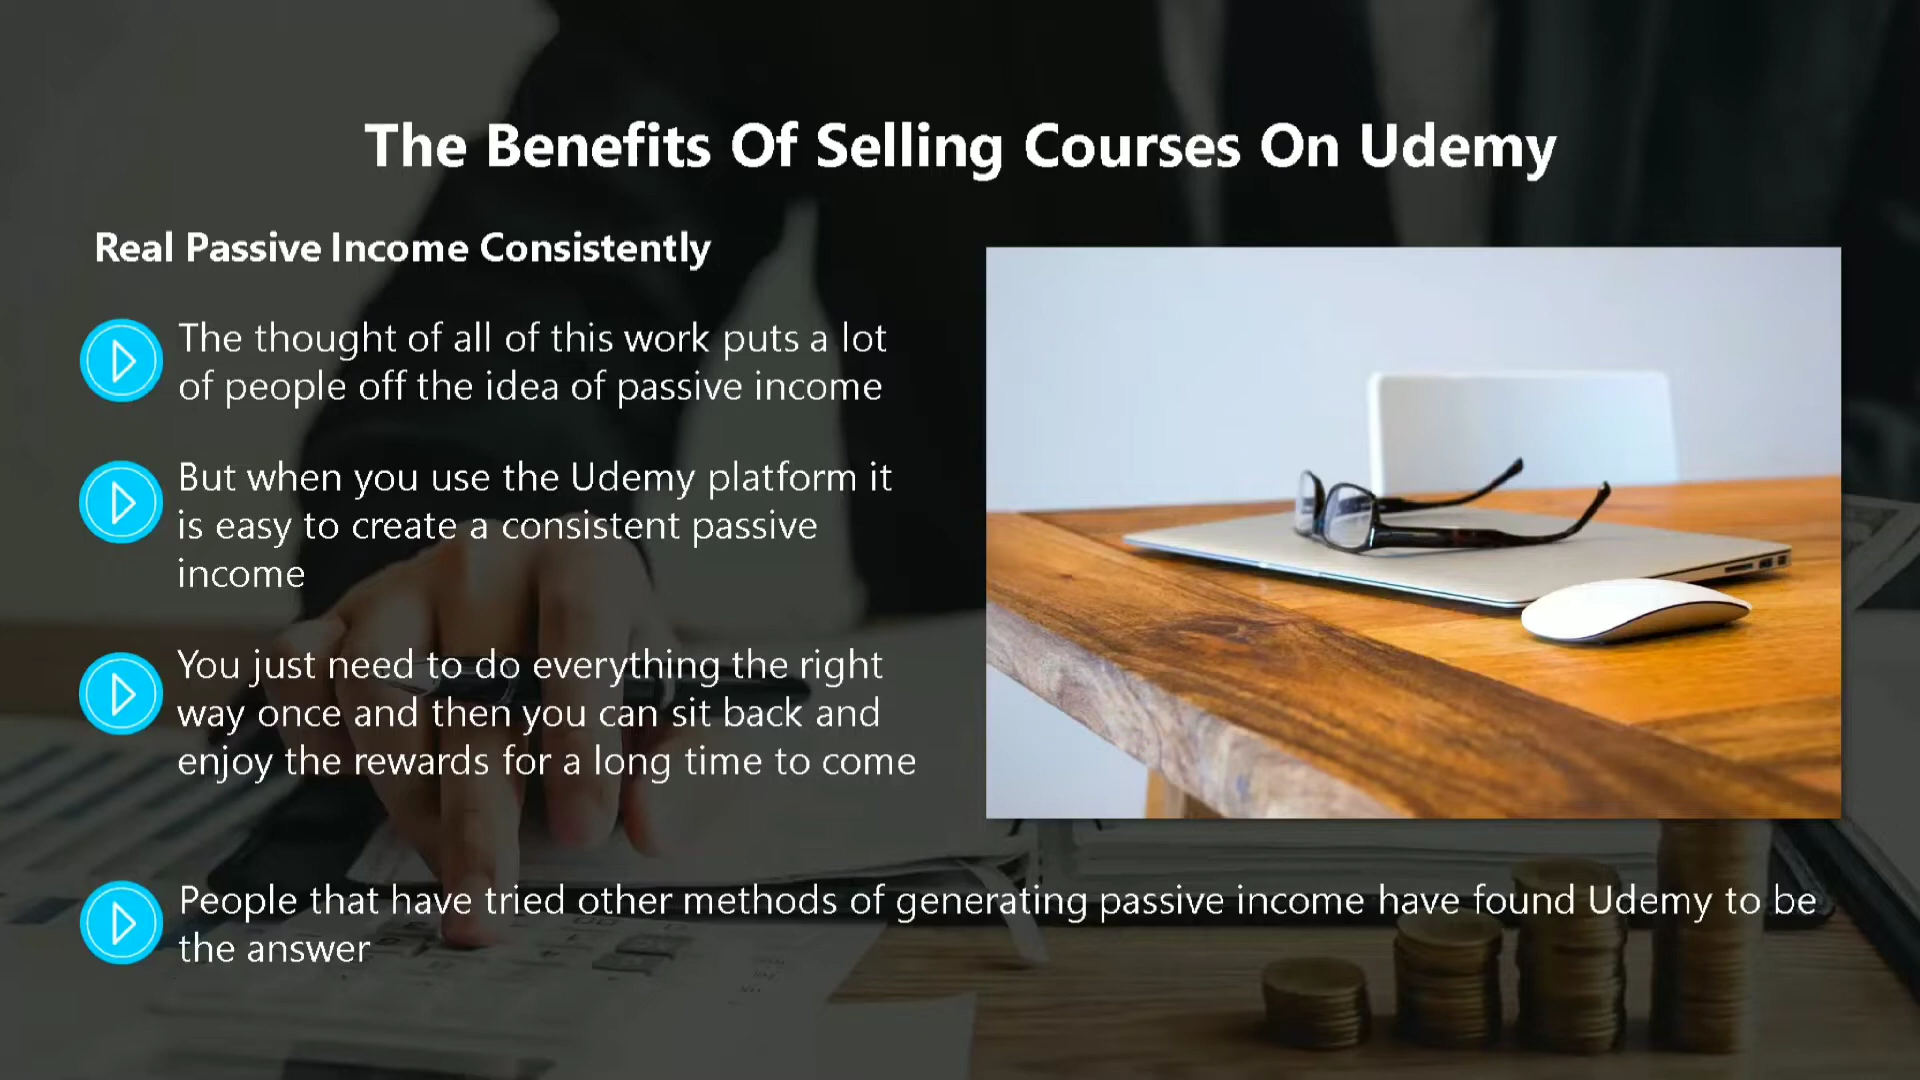 The Benefits Of Selling Courses On Udemy
Real Passive Income Consistently
The thought of all of this work puts a lot
of people off the idea of passive income
But when you use the Udemy platform it
is easy to create a consistent passive
income
You just need to do everything the right
way once and then you can sit back and
enjoy the rewards for a long time to come
People that have tried other methods of generating passive income have found Udemy to be
the answer